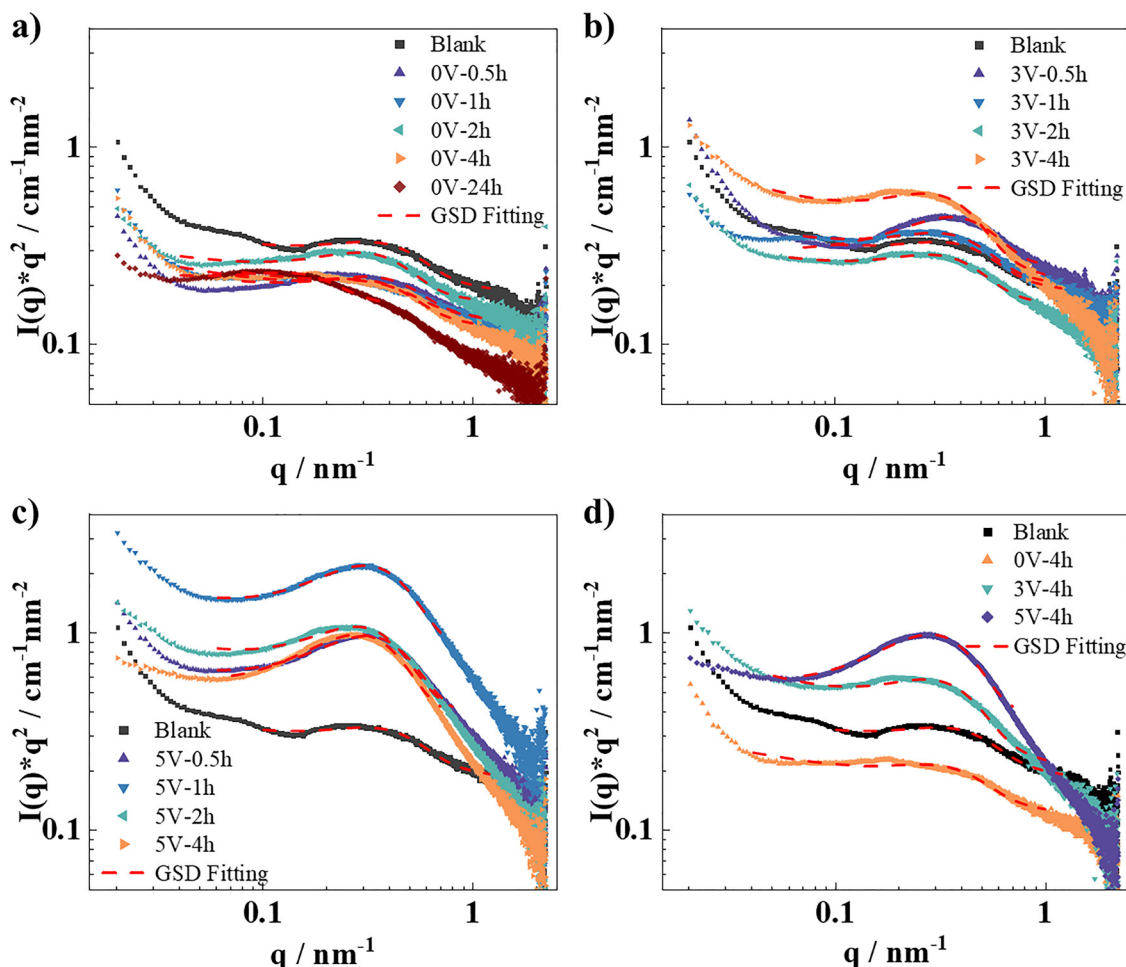 a)
Blank
0V-0.5h
0V-1h
0V-2h
0V-4h
0V-24h
GSD Fitting
1
0.1
I(q)*q² / cm⁻¹nm⁻²
0.1
1
q / nm⁻¹
b)
Blank
3V-0.5h
3V-1h
3V-2h
3V-4h
GSD Fitting
1
0.1
I(q)*q² / cm⁻¹nm⁻²
0.1
1
q / nm⁻¹
c)
1
0.1
I(q)*q² / cm⁻¹nm⁻²
Blank
5V-0.5h
5V-1h
5V-2h
5V-4h
GSD Fitting
0.1
1
q / nm⁻¹
d)
Blank
0V-4h
3V-4h
5V-4h
GSD Fitting
1
0.1
I(q)*q² / cm⁻¹nm⁻²
0.1
1
q / nm⁻¹